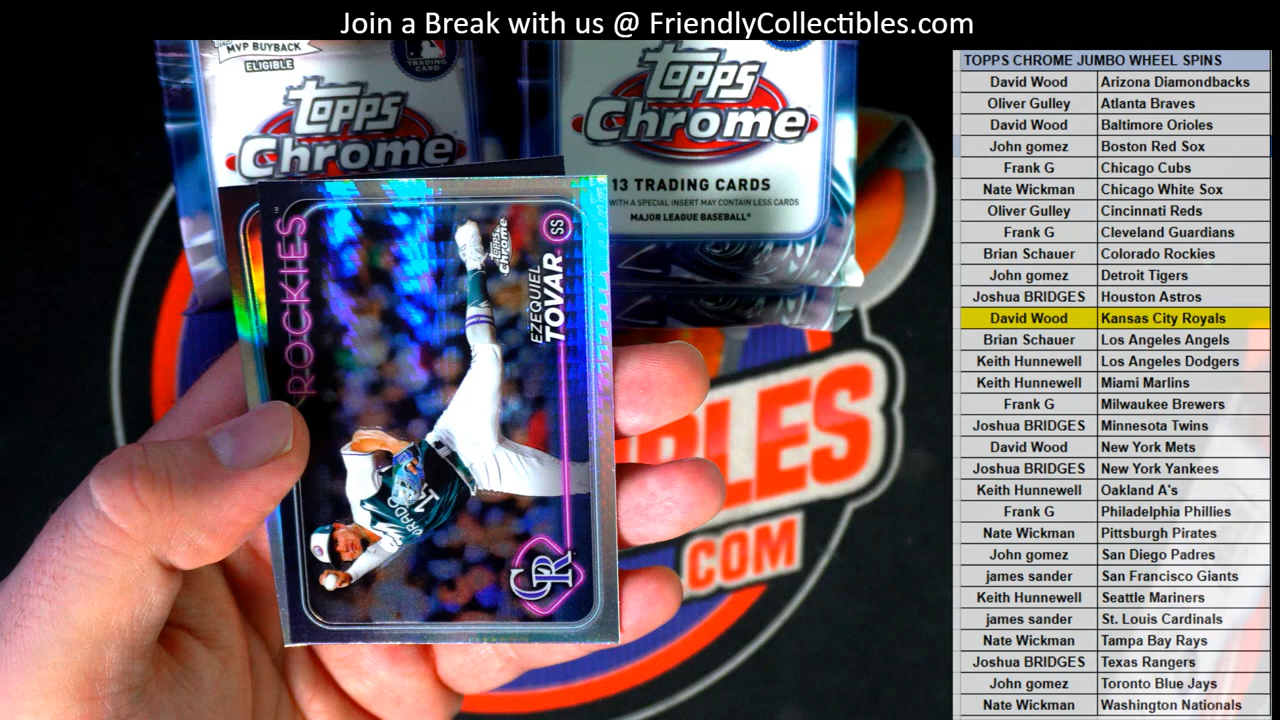 Join a Break with us @ FriendlyCollectibles.com
MVP BUYBACK
ELIGIBLE
TRADING CARD
Topps
Chrome
Topps
Chrome
13 TRADING CARDS
WITH A SPECIAL INSERT MAY CONTAIN LESS CARDS
MAJOR LEAGUE BASEBALL®
ROCKIES™
Topps
Chrome
SS
EZEQUIEL
TOVAR
CR
.COM
TOPPS CHROME JUMBO WHEEL SPINS
David Wood Arizona Diamondbacks
Oliver Gulley Atlanta Braves
David Wood Baltimore Orioles
John gomez Boston Red Sox
Frank G Chicago Cubs
Nate Wickman Chicago White Sox
Oliver Gulley Cincinnati Reds
Frank G Cleveland Guardians
Brian Schauer Colorado Rockies
John gomez Detroit Tigers
Joshua BRIDGES Houston Astros
David Wood Kansas City Royals
Brian Schauer Los Angeles Angels
Keith Hunnewell Los Angeles Dodgers
Keith Hunnewell Miami Marlins
Frank G Milwaukee Brewers
Joshua BRIDGES Minnesota Twins
David Wood New York Mets
Joshua BRIDGES New York Yankees
Keith Hunnewell Oakland A's
Frank G Philadelphia Phillies
Nate Wickman Pittsburgh Pirates
John gomez San Diego Padres
james sander San Francisco Giants
Keith Hunnewell Seattle Mariners
james sander St. Louis Cardinals
Nate Wickman Tampa Bay Rays
Joshua BRIDGES Texas Rangers
John gomez Toronto Blue Jays
Nate Wickman Washington Nationals